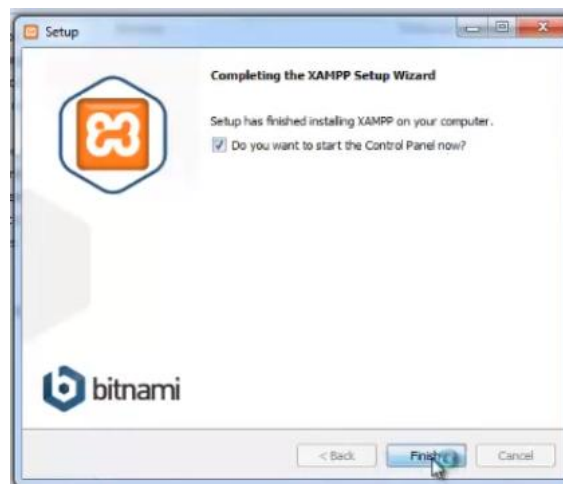 Setup
Completing the XAMPP Setup Wizard
Setup has finished installing XAMPP on your computer.
Do you want to start the Control Panel now?
bitnami
< Back
Finish
Cancel